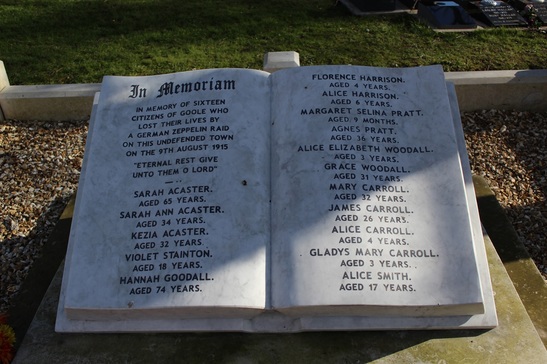 In Memoriam
IN MEMORY OF SIXTEEN
CITIZENS OF GOOLE WHO
LOST THEIR LIVES BY
A GERMAN ZEPPELIN RAID
ON THIS UNDEFENDED TOWN
ON THE 9TH AUGUST 1915
"ETERNAL REST GIVE
UNTO THEM O LORD"
SARAH ACASTER.
AGED 65 YEARS.
SARAH ANN ACASTER.
AGED 34 YEARS.
KEZIA ACASTER.
AGED 32 YEARS.
VIOLET STAINTON.
AGED 18 YEARS.
HANNAH GOODALL.
AGED 74 YEARS.
FLORENCE HARRISON.
AGED 4 YEARS.
ALICE HARRISON.
AGED 6 YEARS.
MARGARET SELINA PRATT.
AGED 9 MONTHS.
AGNES PRATT.
AGED 36 YEARS.
ALICE ELIZABETH WOODALL.
AGED 3 YEARS.
GRACE WOODALL.
AGED 31 YEARS.
MARY CARROLL.
AGED 32 YEARS.
JAMES CARROLL.
AGED 26 YEARS.
ALICE CARROLL.
AGED 4 YEARS.
GLADYS MARY CARROLL.
AGED 3 YEARS.
ALICE SMITH.
AGED 17 YEARS.